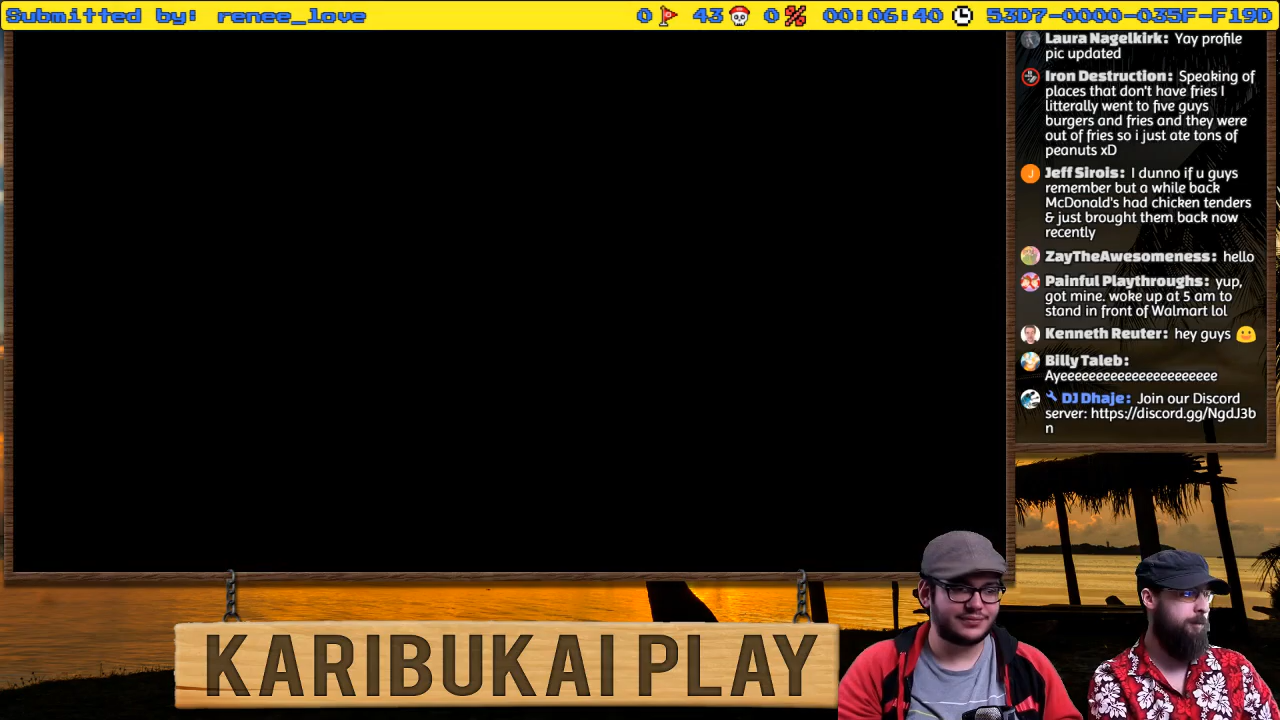 Submitted by: renee_love 0 43 0 00:06:40 53D7-0000-035F-F19D
Laura Nagelkirk: Yay profile
pic updated
Iron Destruction: Speaking of
places that don't have fries I
litterally went to five guys
burgers and fries and they were
out of fries so i just ate tons of
peanuts xD
Jeff Sirois: I dunno if u guys
remember but a while back
McDonald's had chicken tenders
& just brought them back now
recently
ZayTheAwesomeness: hello
Painful Playthroughs: yup,
got mine. woke up at 5 am to
stand in front of Walmart lol
Kenneth Reuter: hey guys
Billy Taleb:
Ayeeeeeeeeeeeeeeeeeeeee
DJ Dhaje: Join our Discord
server: https://discord.gg/NgdJ3b
n
KARIBUKAI PLAY